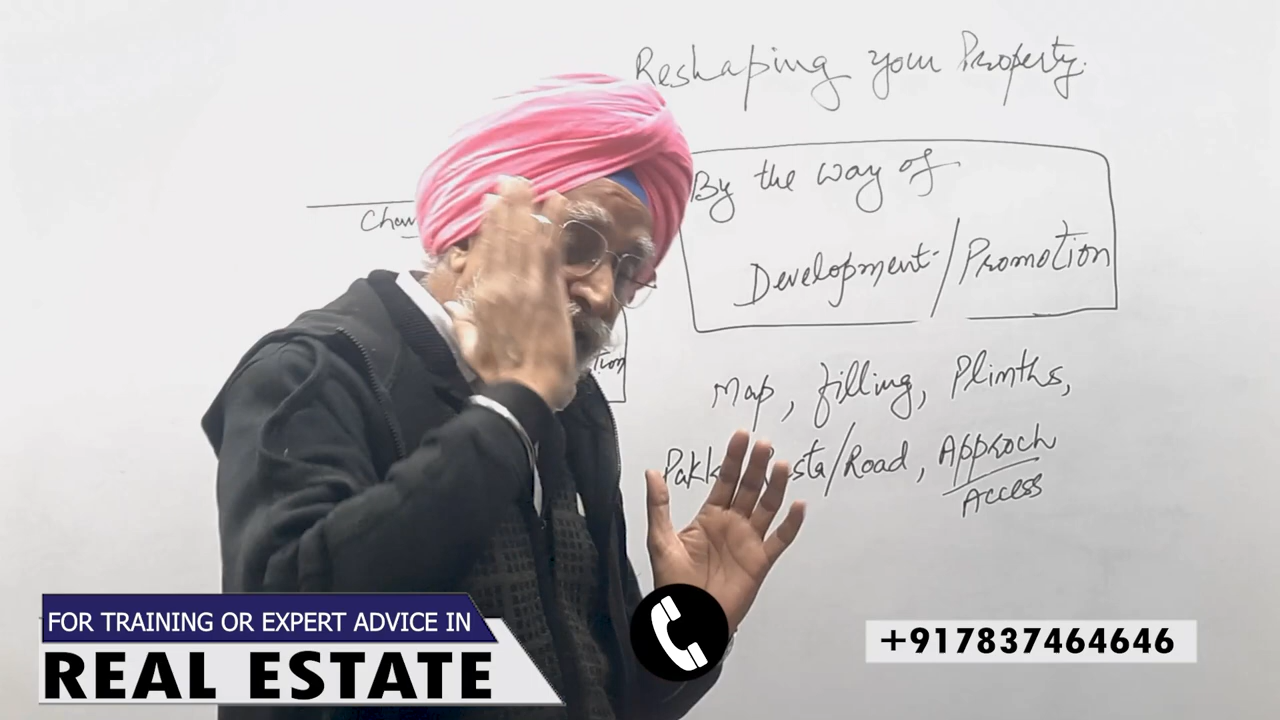 Reshaping your Property.
By the way of
Development/Promotion
Map, filling, Plinths,
/Road, Approch
Access
FOR TRAINING OR EXPERT ADVICE IN
REAL ESTATE
+917837464646